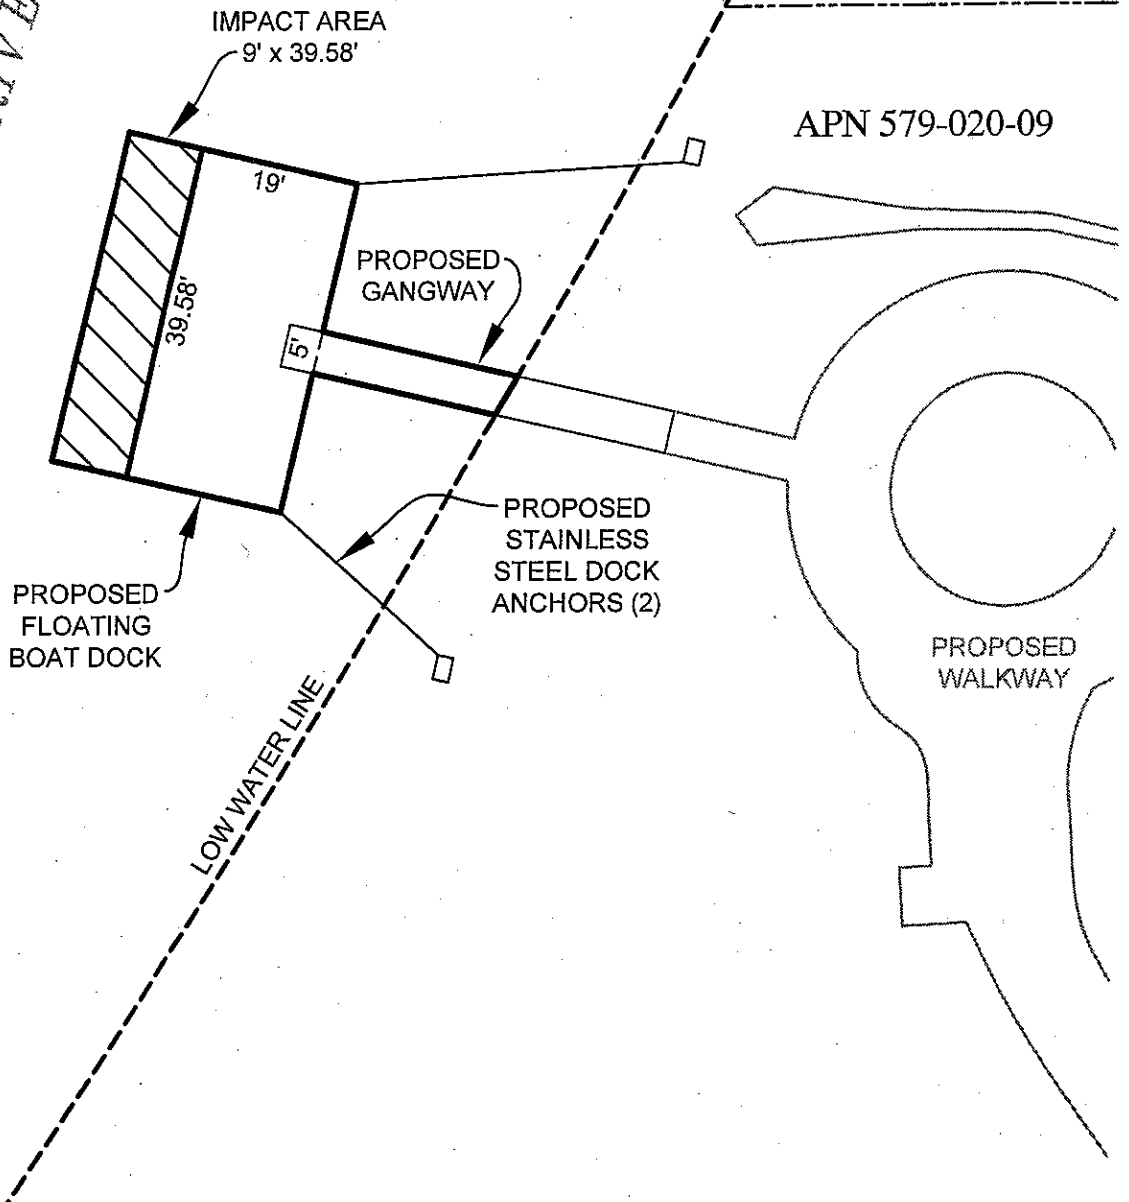 IMPACT AREA
9' x 39.58'
APN 579-020-09
19'
39.58'
PROPOSED
GANGWAY
5'
PROPOSED
STAINLESS
STEEL DOCK
ANCHORS (2)
PROPOSED
FLOATING
BOAT DOCK
PROPOSED
WALKWAY
LOW WATER LINE